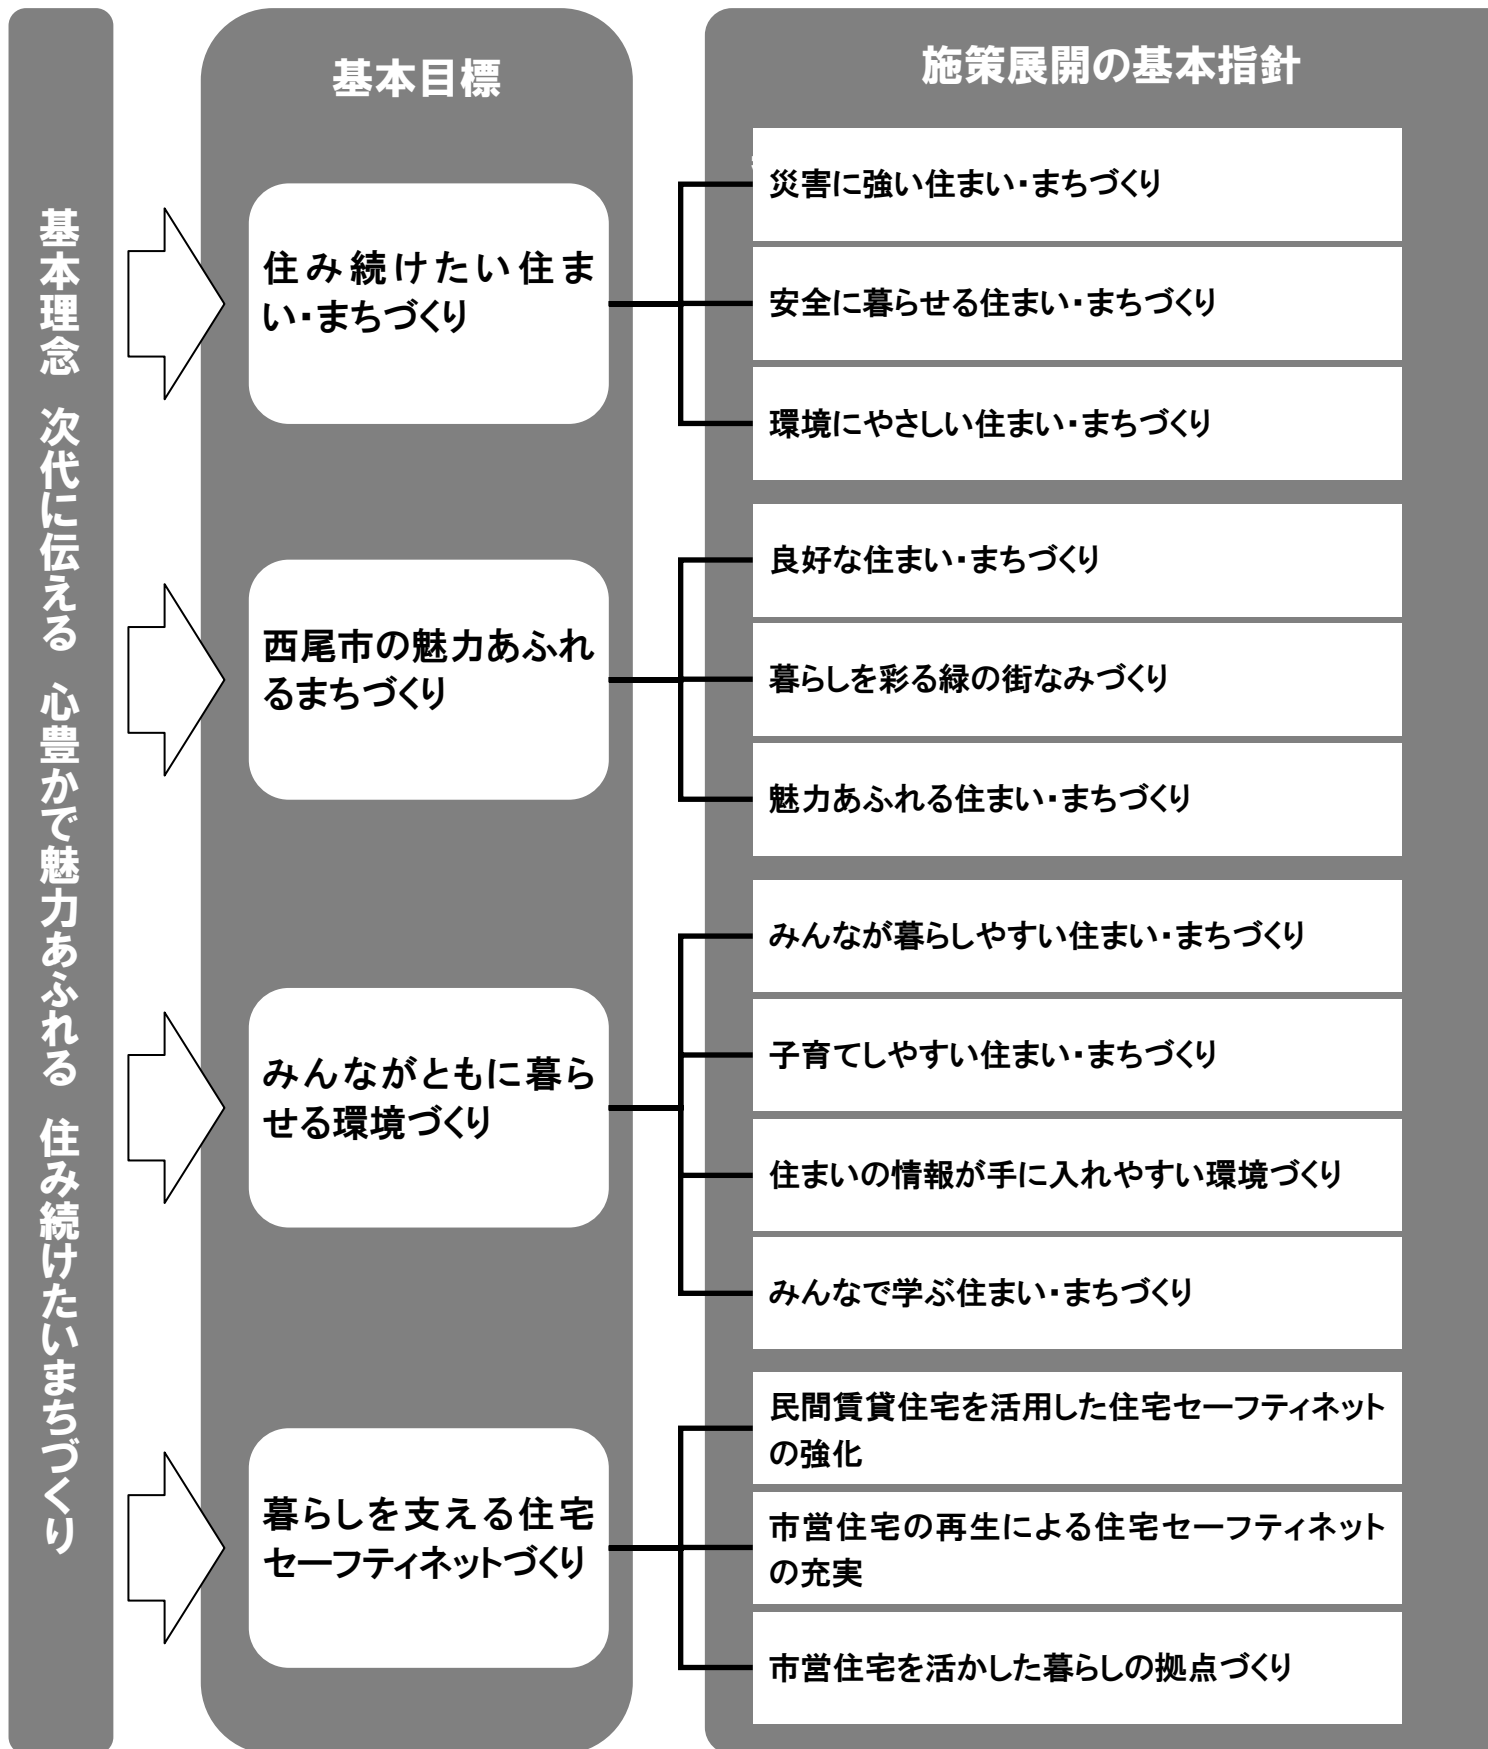 基本理念　次代に伝える　心豊かで魅力あふれる　住み続けたいまちづくり
基本目標
住み続けたい住ま
い・まちづくり
西尾市の魅力あふれ
るまちづくり
みんながともに暮ら
せる環境づくり
暮らしを支える住宅
セーフティネットづくり
施策展開の基本指針
災害に強い住まい・まちづくり
安全に暮らせる住まい・まちづくり
環境にやさしい住まい・まちづくり
良好な住まい・まちづくり
暮らしを彩る緑の街なみづくり
魅力あふれる住まい・まちづくり
みんなが暮らしやすい住まい・まちづくり
子育てしやすい住まい・まちづくり
住まいの情報が手に入れやすい環境づくり
みんなで学ぶ住まい・まちづくり
民間賃貸住宅を活用した住宅セーフティネット
の強化
市営住宅の再生による住宅セーフティネット
の充実
市営住宅を活かした暮らしの拠点づくり